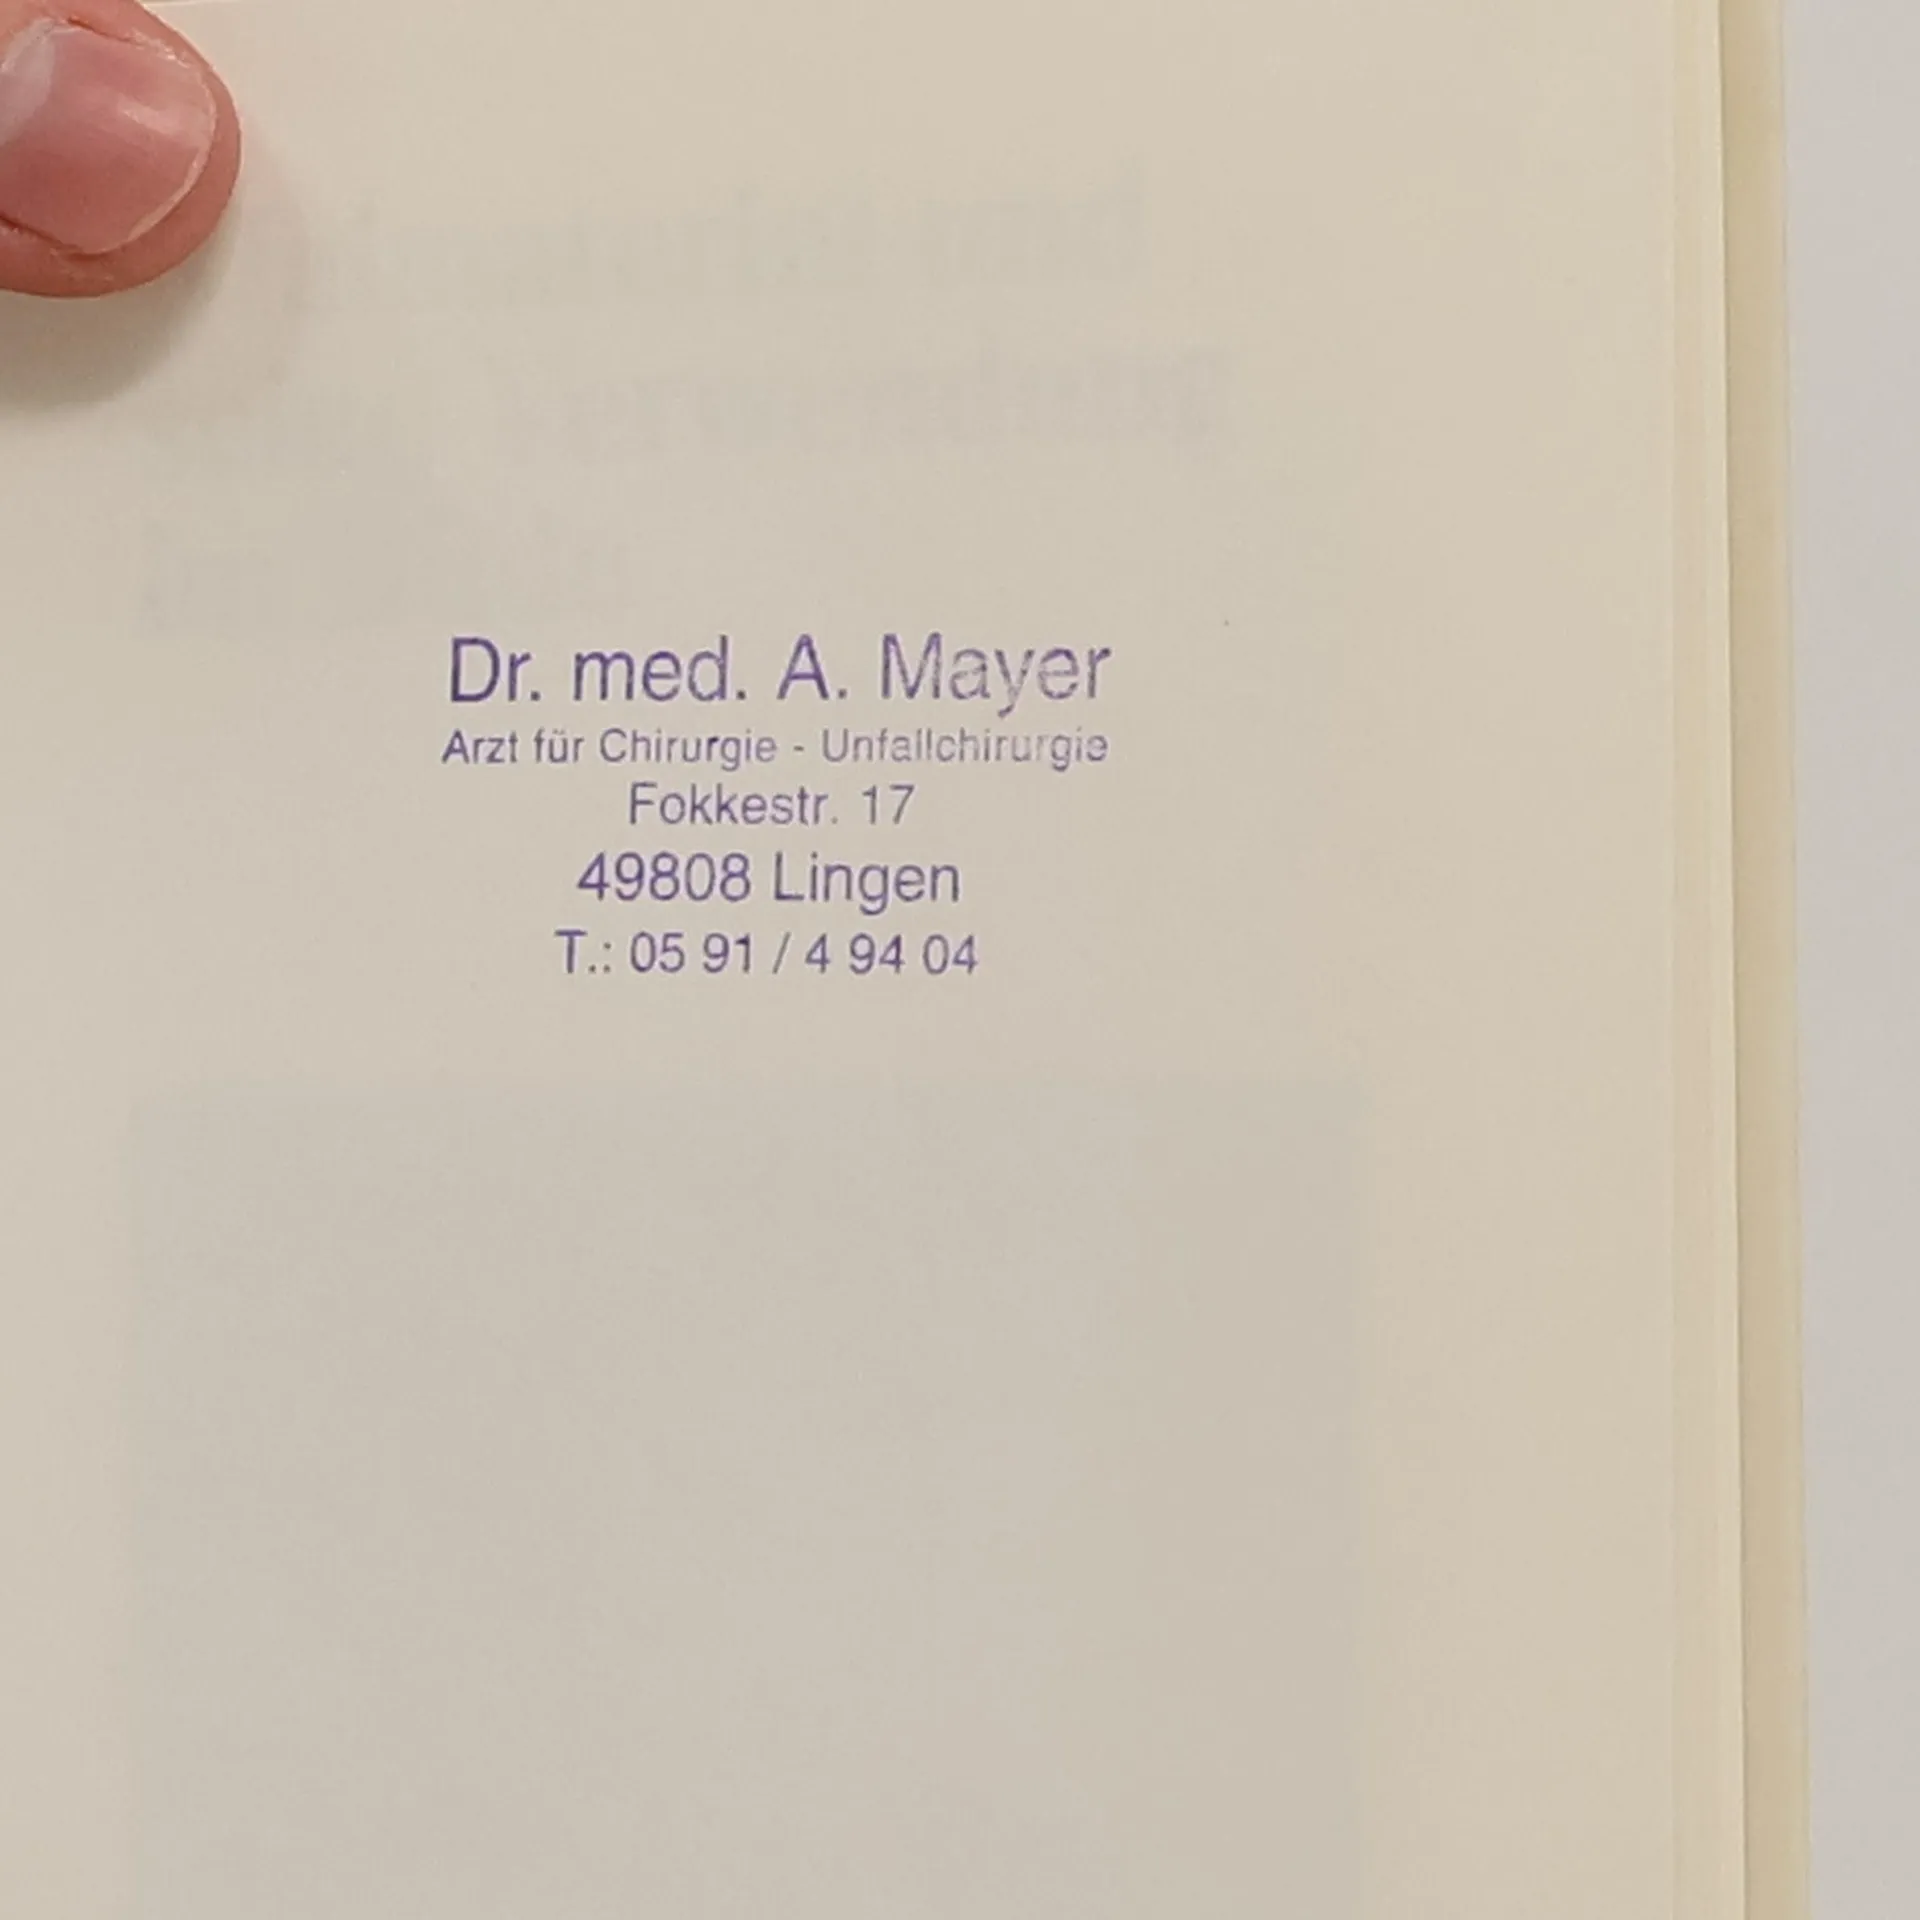 Dr. med. A. Mayer
Arzt für Chirurgie - Unfallchirurgie
Fokkestr. 17
49808 Lingen
T.: 05 91 / 4 94 04